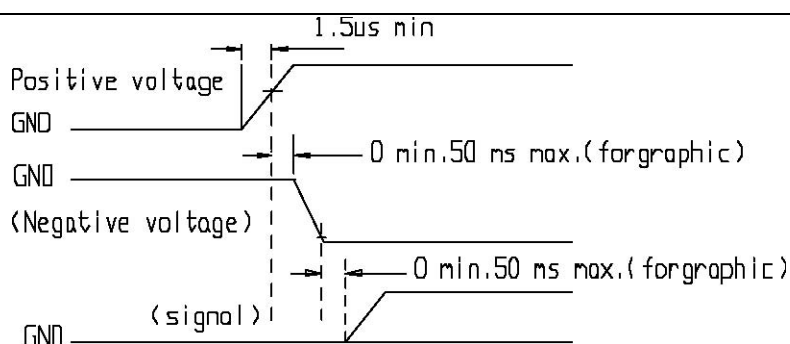 1.5us min
Positive voltage
GND
0 min.50 ms max.(forgraphic)
GND
(Negative voltage)
0 min.50 ms max.(forgraphic)
(signal)
GND